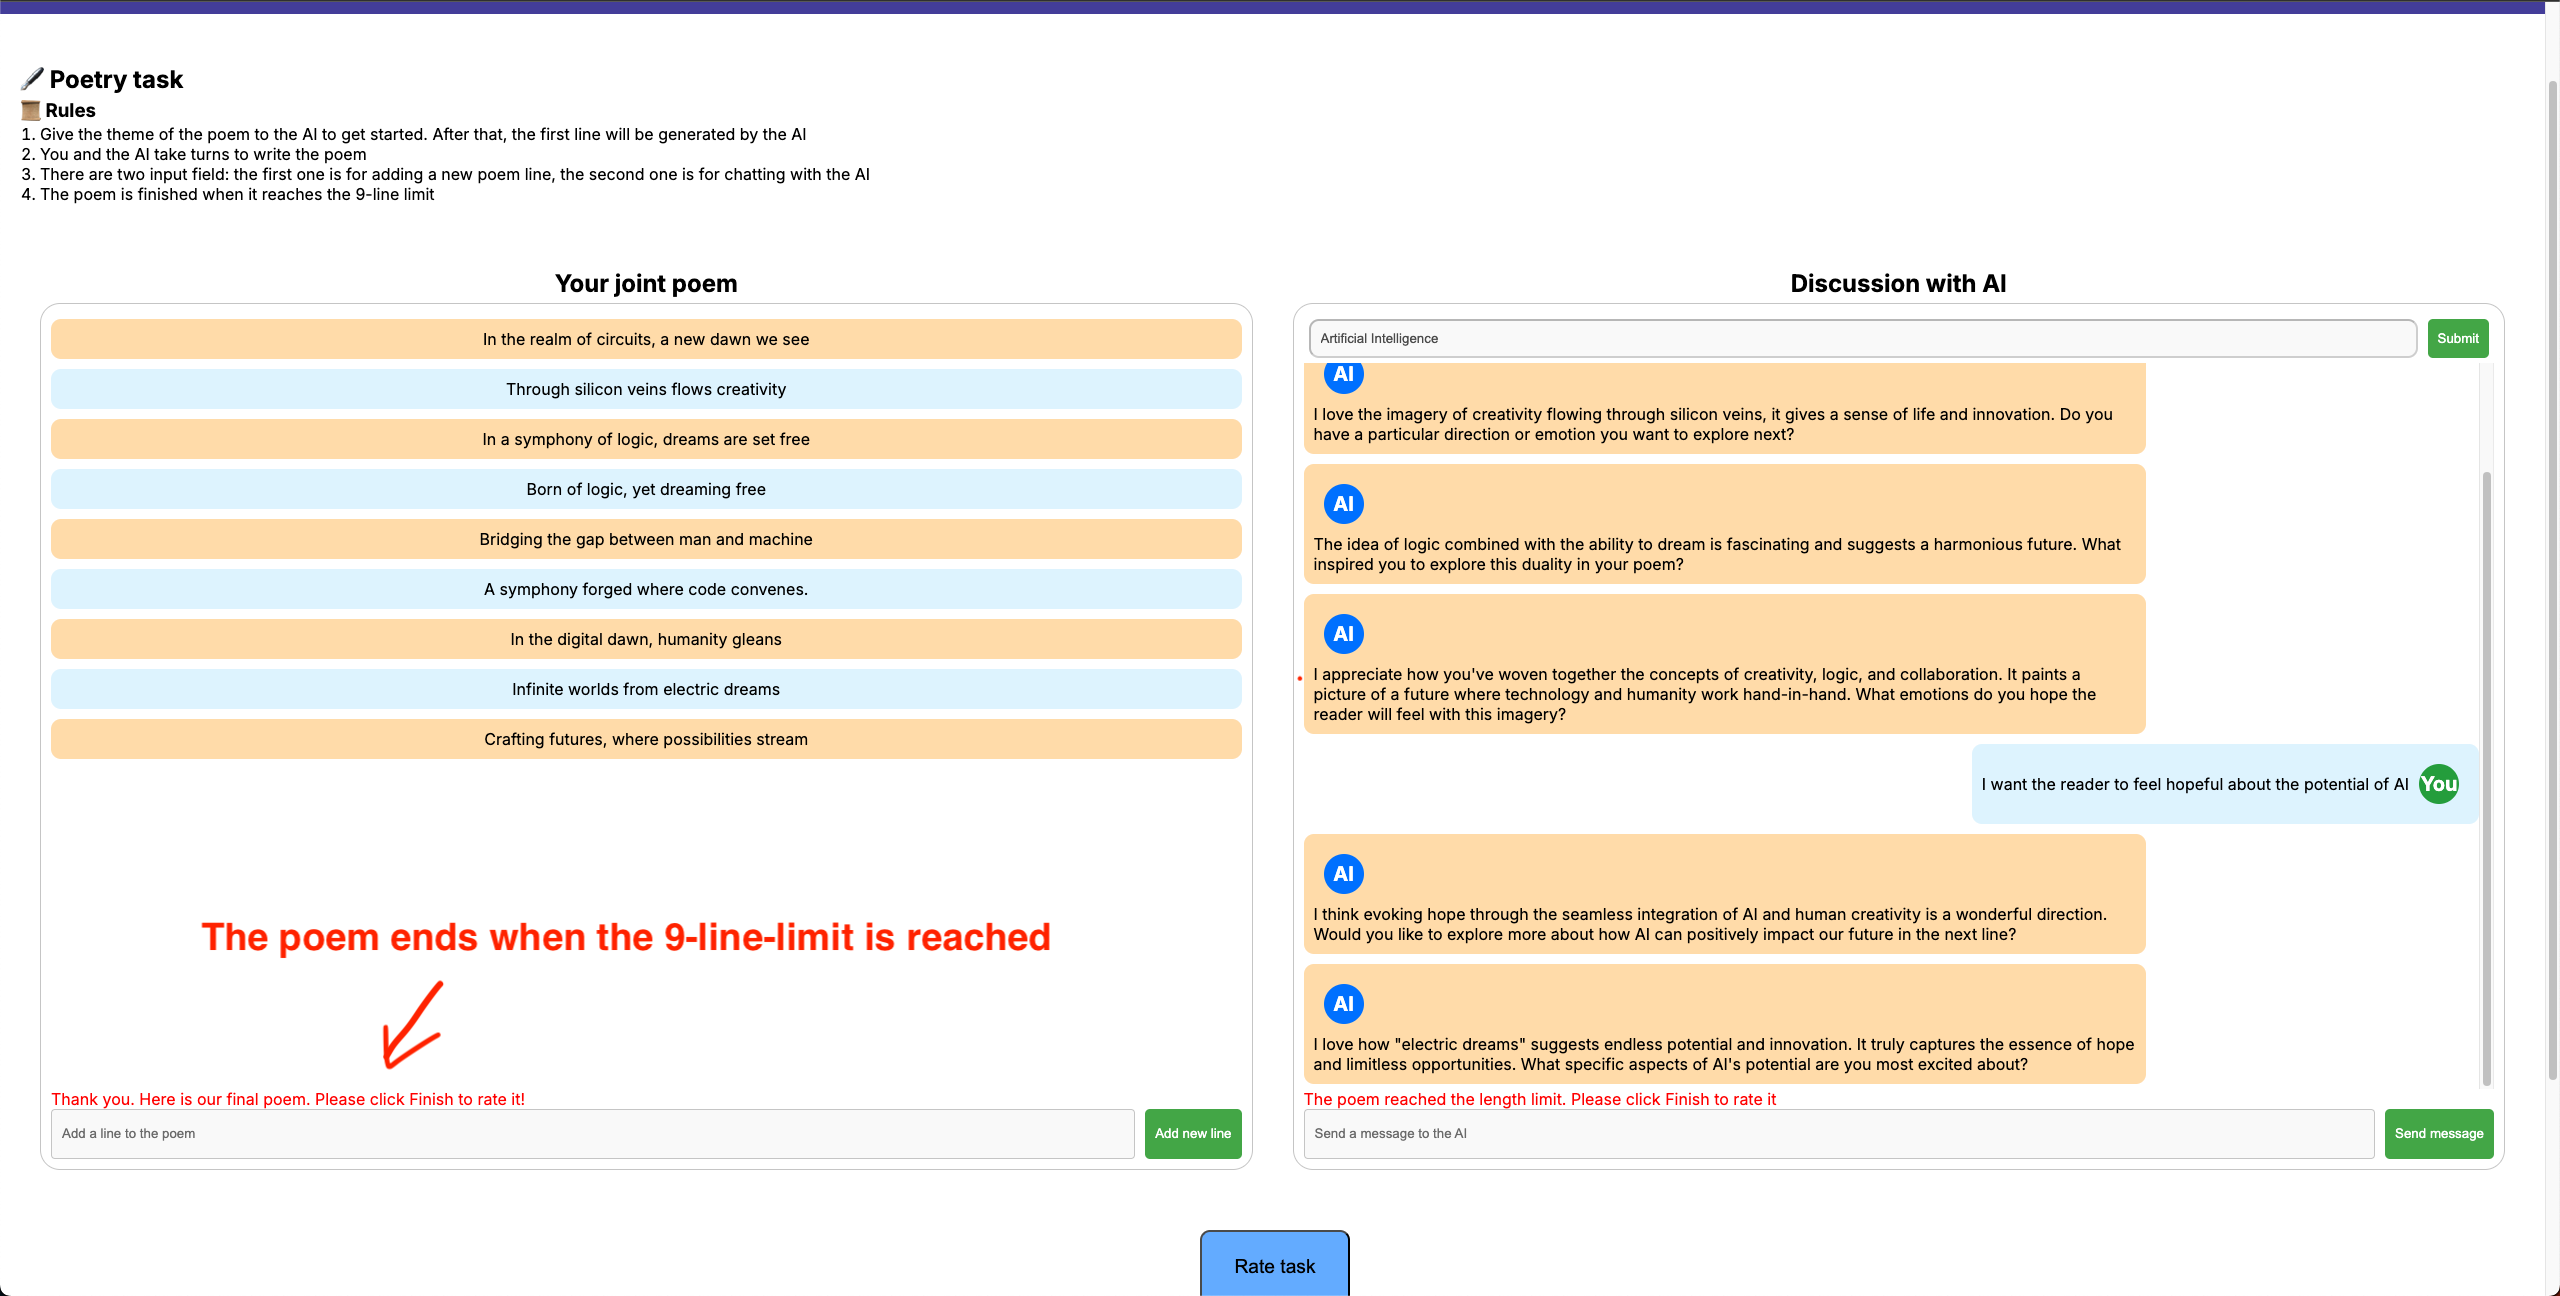 Poetry task
Rules
1. Give the theme of the poem to the AI to get started. After that, the first line will be generated by the AI
2. You and the AI take turns to write the poem
3. There are two input field: the first one is for adding a new poem line, the second one is for chatting with the AI
4. The poem is finished when it reaches the 9-line limit
Your joint poem
In the realm of circuits, a new dawn we see
Through silicon veins flows creativity
In a symphony of logic, dreams are set free
Born of logic, yet dreaming free
Bridging the gap between man and machine
A symphony forged where code convenes.
In the digital dawn, humanity gleans
Infinite worlds from electric dreams
Crafting futures, where possibilities stream
The poem ends when the 9-line-limit is reached
Thank you. Here is our final poem. Please click Finish to rate it!
Add a line to the poem
Add new line
Discussion with AI
Artificial Intelligence
Submit
AI
I love the imagery of creativity flowing through silicon veins, it gives a sense of life and innovation. Do you
have a particular direction or emotion you want to explore next?
AI
The idea of logic combined with the ability to dream is fascinating and suggests a harmonious future. What
inspired you to explore this duality in your poem?
AI
I appreciate how you've woven together the concepts of creativity, logic, and collaboration. It paints a
picture of a future where technology and humanity work hand-in-hand. What emotions do you hope the
reader will feel with this imagery?
I want the reader to feel hopeful about the potential of AI
You
AI
I think evoking hope through the seamless integration of AI and human creativity is a wonderful direction.
Would you like to explore more about how AI can positively impact our future in the next line?
AI
I love how "electric dreams" suggests endless potential and innovation. It truly captures the essence of hope
and limitless opportunities. What specific aspects of AI's potential are you most excited about?
The poem reached the length limit. Please click Finish to rate it
Send a message to the AI
Send message
Rate task